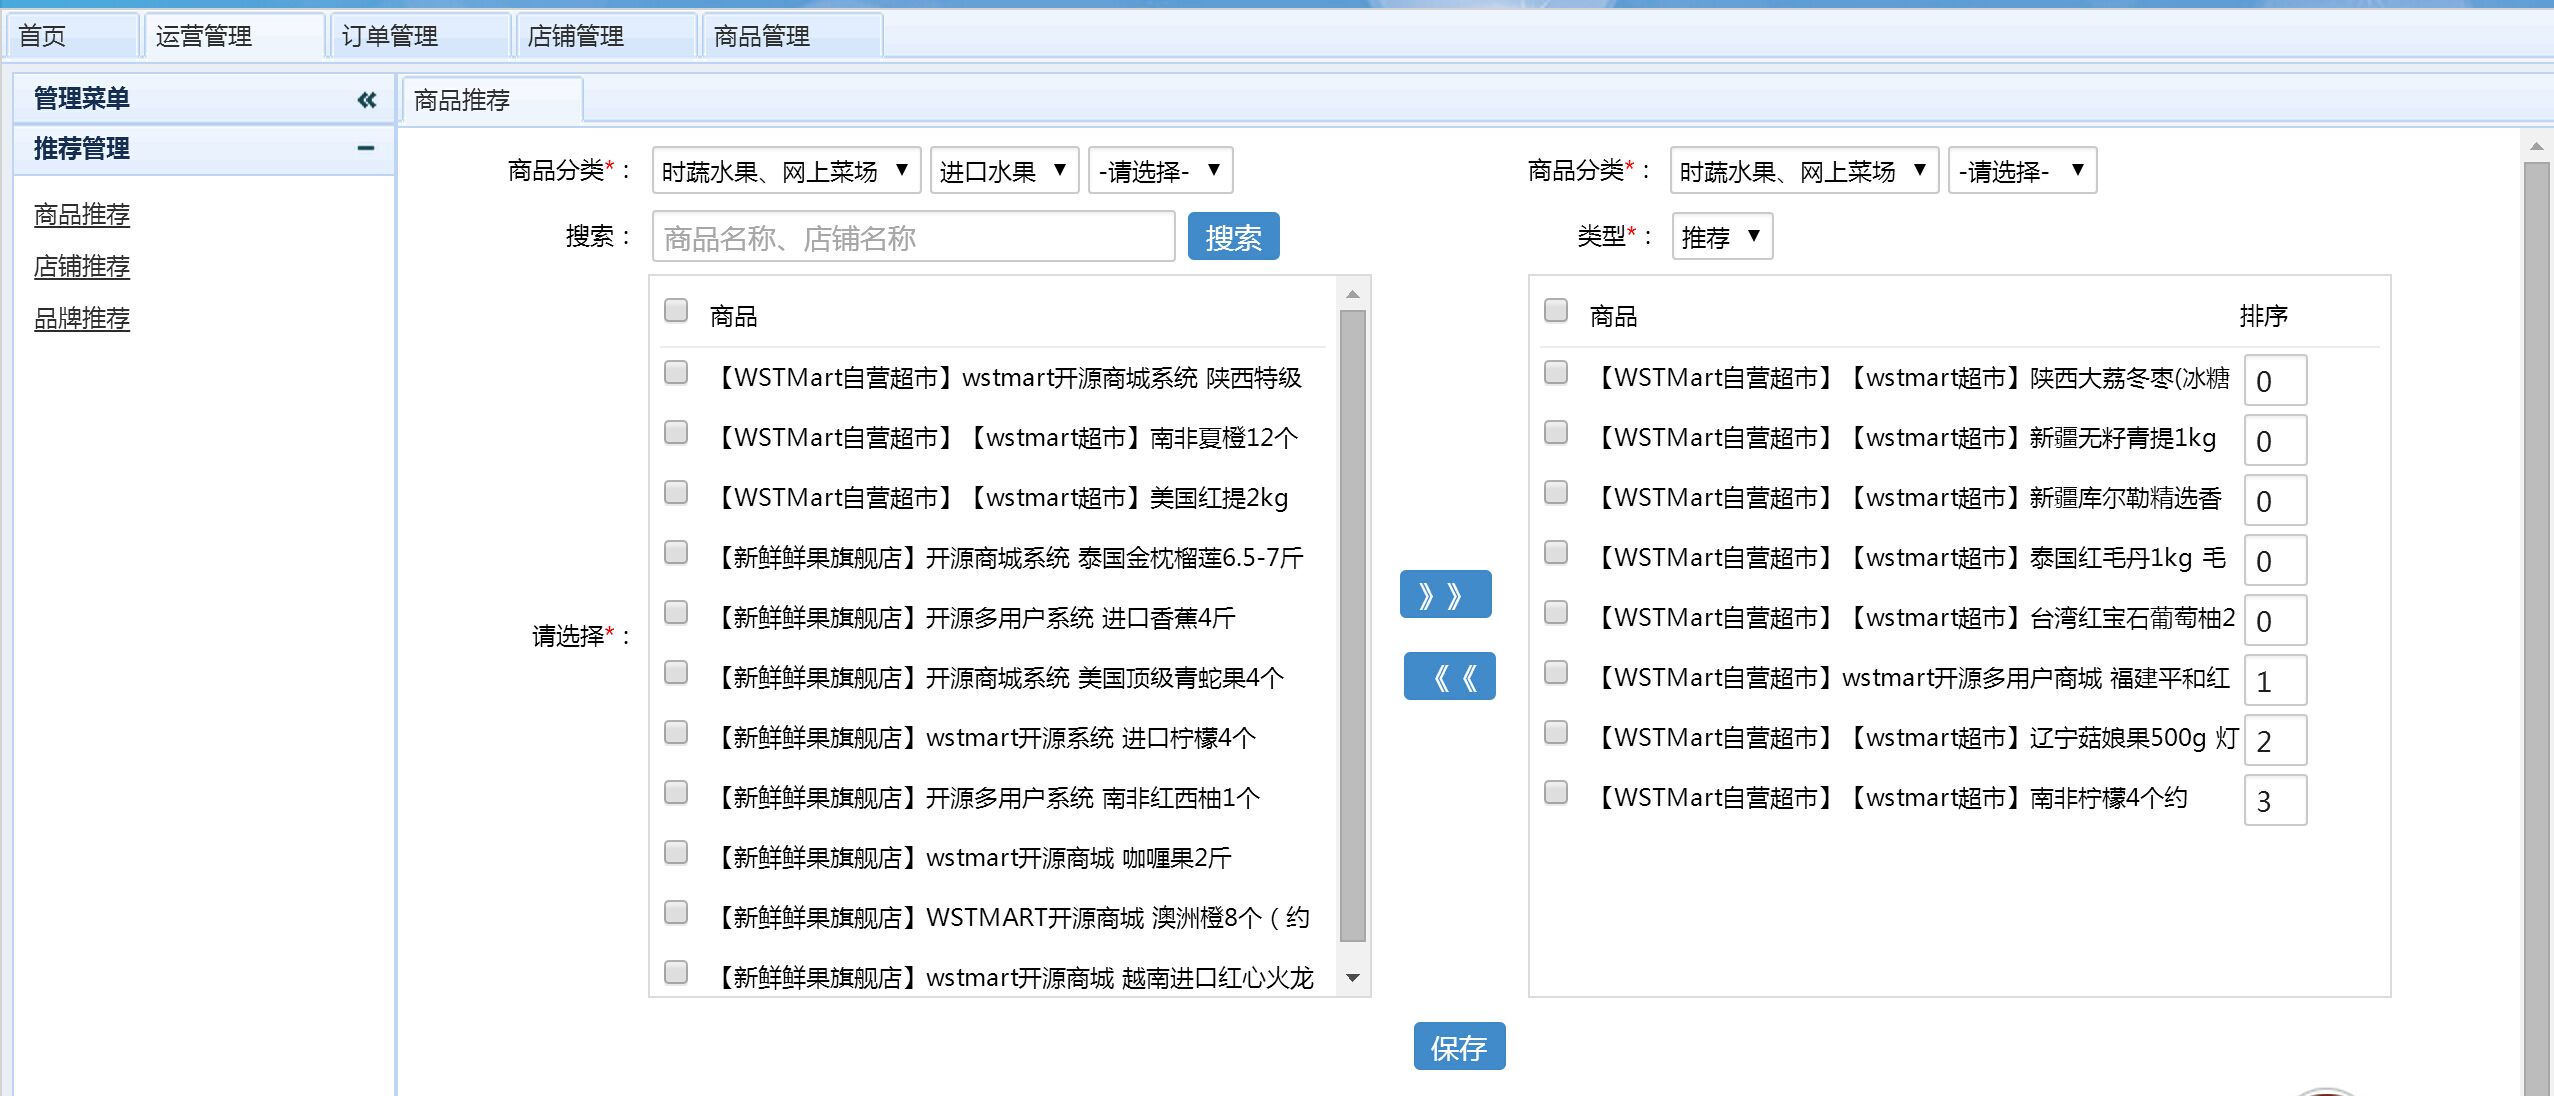 首页 运营管理 订单管理 店铺管理 商品管理
管理菜单
推荐管理
商品推荐
店铺推荐
品牌推荐
商品推荐
商品分类*： 时蔬水果、网上菜场 进口水果 -请选择-
搜索： 商品名称、店铺名称 搜索
请选择*：
商品
【WSTMart自营超市】wstmart开源商城系统 陕西特级
【WSTMart自营超市】【wstmart超市】南非夏橙12个
【WSTMart自营超市】【wstmart超市】美国红提2kg
【新鲜鲜果旗舰店】开源商城系统 泰国金枕榴莲6.5-7斤
【新鲜鲜果旗舰店】开源多用户系统 进口香蕉4斤
【新鲜鲜果旗舰店】开源商城系统 美国顶级青蛇果4个
【新鲜鲜果旗舰店】wstmart开源系统 进口柠檬4个
【新鲜鲜果旗舰店】开源多用户系统 南非红西柚1个
【新鲜鲜果旗舰店】wstmart开源商城 咖喱果2斤
【新鲜鲜果旗舰店】WSTMART开源商城 澳洲橙8个（约
【新鲜鲜果旗舰店】wstmart开源商城 越南进口红心火龙
》》
《《
商品分类*： 时蔬水果、网上菜场 -请选择-
类型*： 推荐
商品 排序
【WSTMart自营超市】【wstmart超市】陕西大荔冬枣(冰糖 0
【WSTMart自营超市】【wstmart超市】新疆无籽青提1kg 0
【WSTMart自营超市】【wstmart超市】新疆库尔勒精选香 0
【WSTMart自营超市】【wstmart超市】泰国红毛丹1kg 毛 0
【WSTMart自营超市】【wstmart超市】台湾红宝石葡萄柚2 0
【WSTMart自营超市】wstmart开源多用户商城 福建平和红 1
【WSTMart自营超市】【wstmart超市】辽宁菇娘果500g 灯 2
【WSTMart自营超市】【wstmart超市】南非柠檬4个约 3
保存